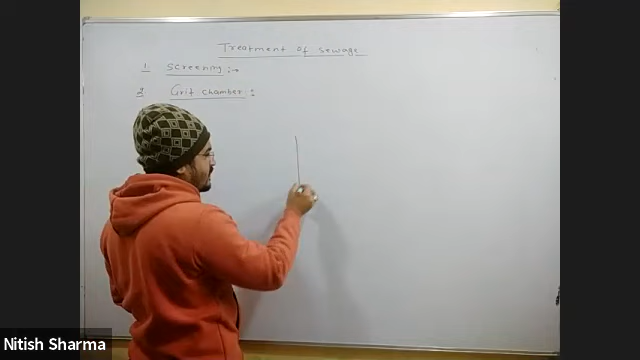 Treatment of sewage
1. Screening :-
2. Grit chamber :
Nitish Sharma